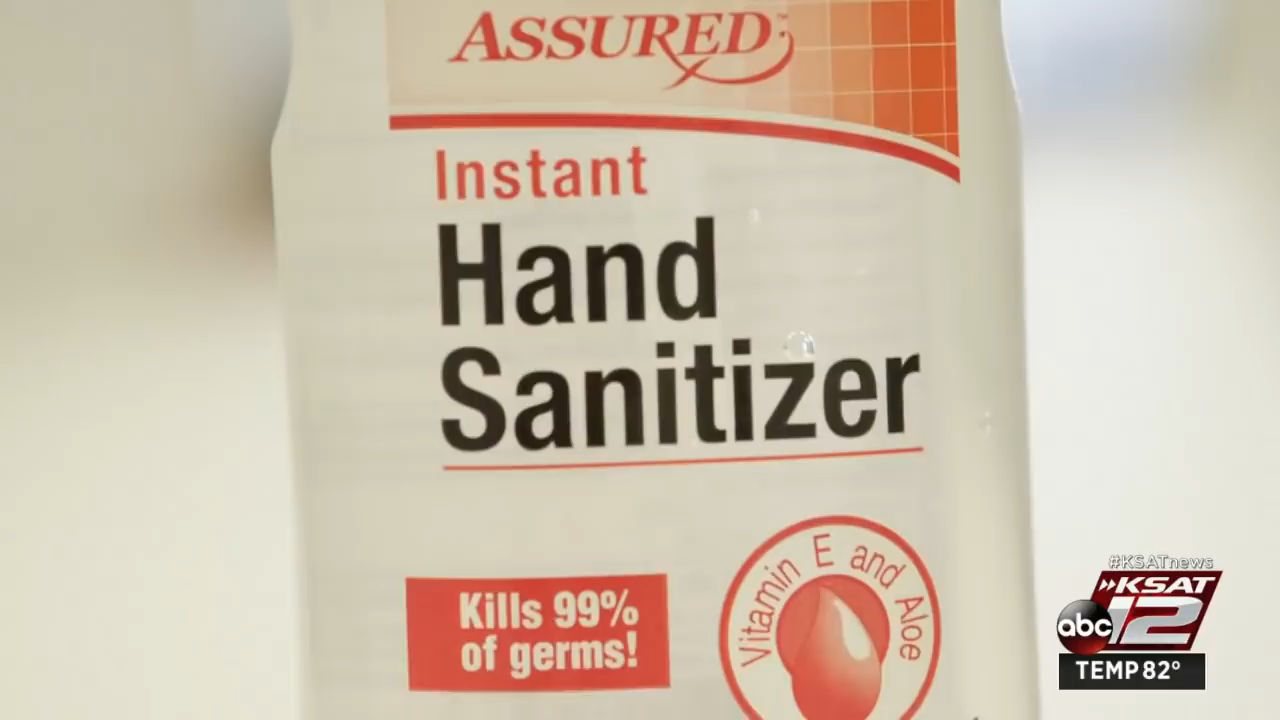 ASSURED
Instant
Hand
Sanitizer
Kills 99%
of germs!
Vitamin E and Aloe
#KSATnews
KSAT
abc 12
TEMP 82°